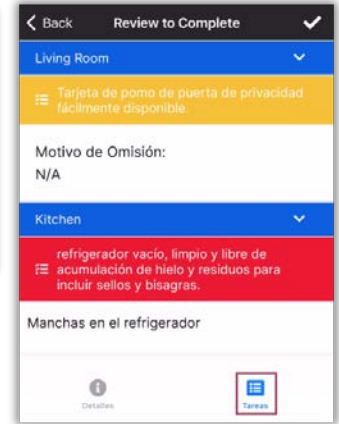 Back Review to Complete
Living Room
Tarjeta de pomo de puerta de privacidad
fácilmente disponible.
Motivo de Omisión:
N/A
Kitchen
refrigerador vacío, limpio y libre de
acumulación de hielo y residuos para
incluir sellos y bisagras.
Manchas en el refrigerador
Detalles Tareas